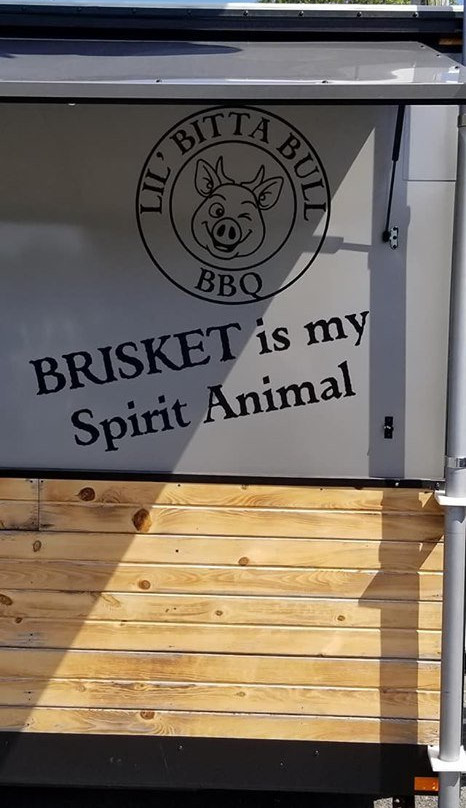 LIL' BITTA BULL
BBQ
BRISKET is my
Spirit Animal